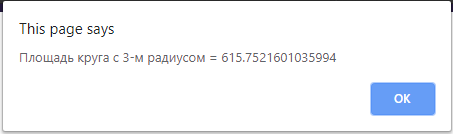 This page says
Площадь круга с 3-м радиусом = 615.7521601035994
OK